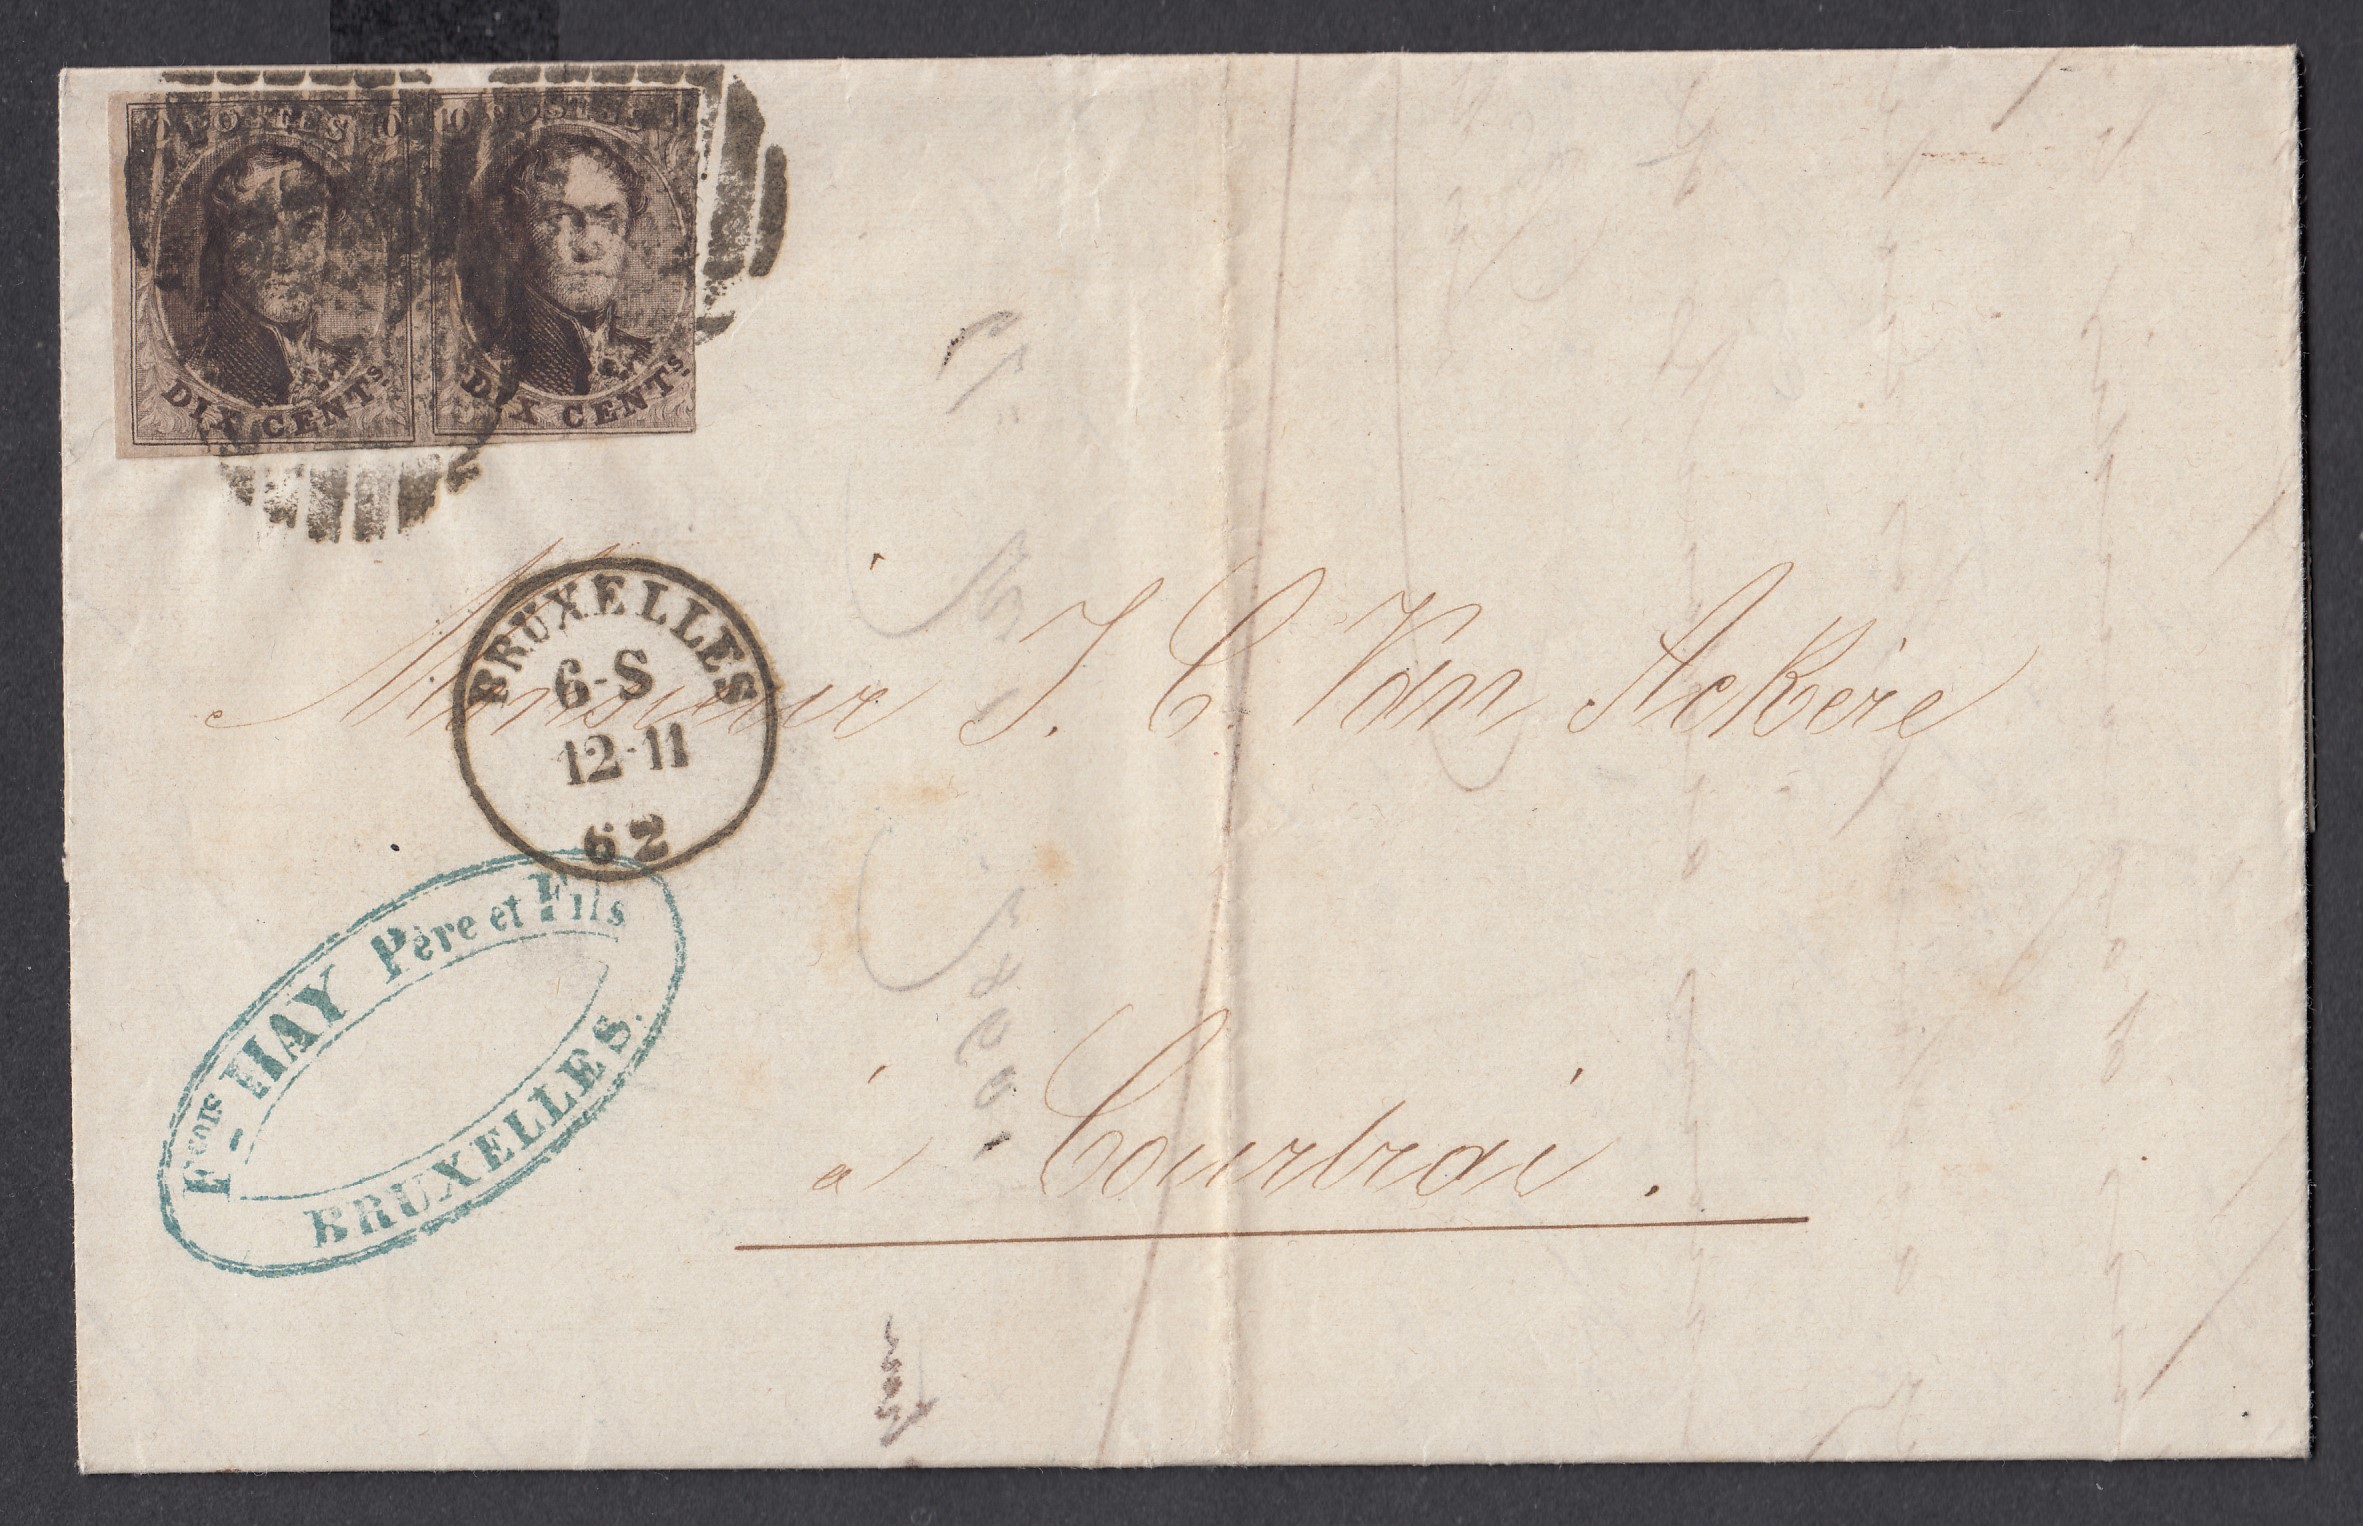 10 POSTES 10
DIX CENTs.
10 POSTES
DIX CENTs.
BRUXELLES
6-S
12-11
62
Monsieur J. C. Van Ackere
à Courtrai.
Fçois HAY Père et Fils
- BRUXELLES.